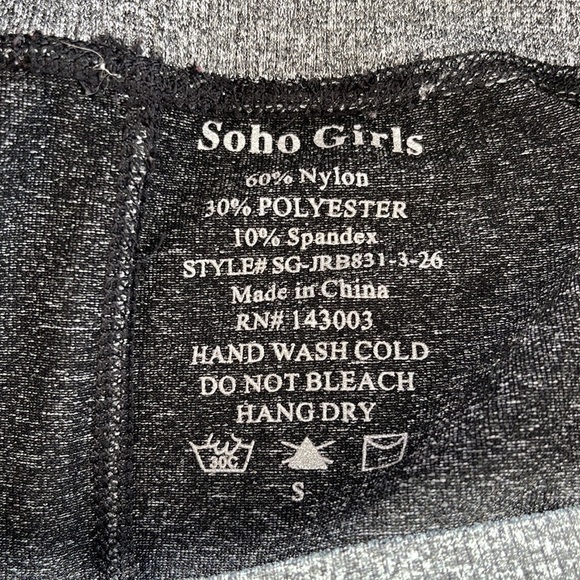 Soho Girls
60% Nylon
30% POLYESTER
10% Spandex
STYLE# SG-JRB831-3-26
Made in China
RN# 143003
HAND WASH COLD
DO NOT BLEACH
HANG DRY
30C
S